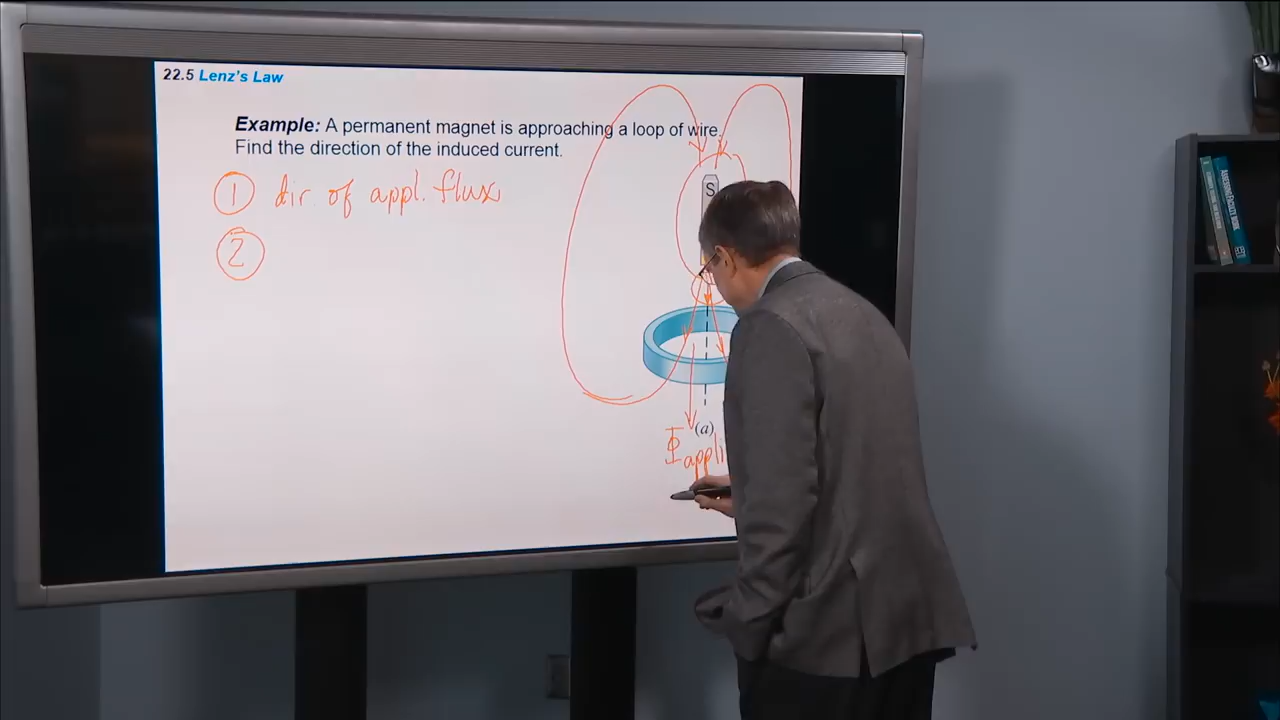 22.5 Lenz's Law
Example: A permanent magnet is approaching a loop of wire.
Find the direction of the induced current.
1 dir. of appl. flux
2
S
(a)
Φappli